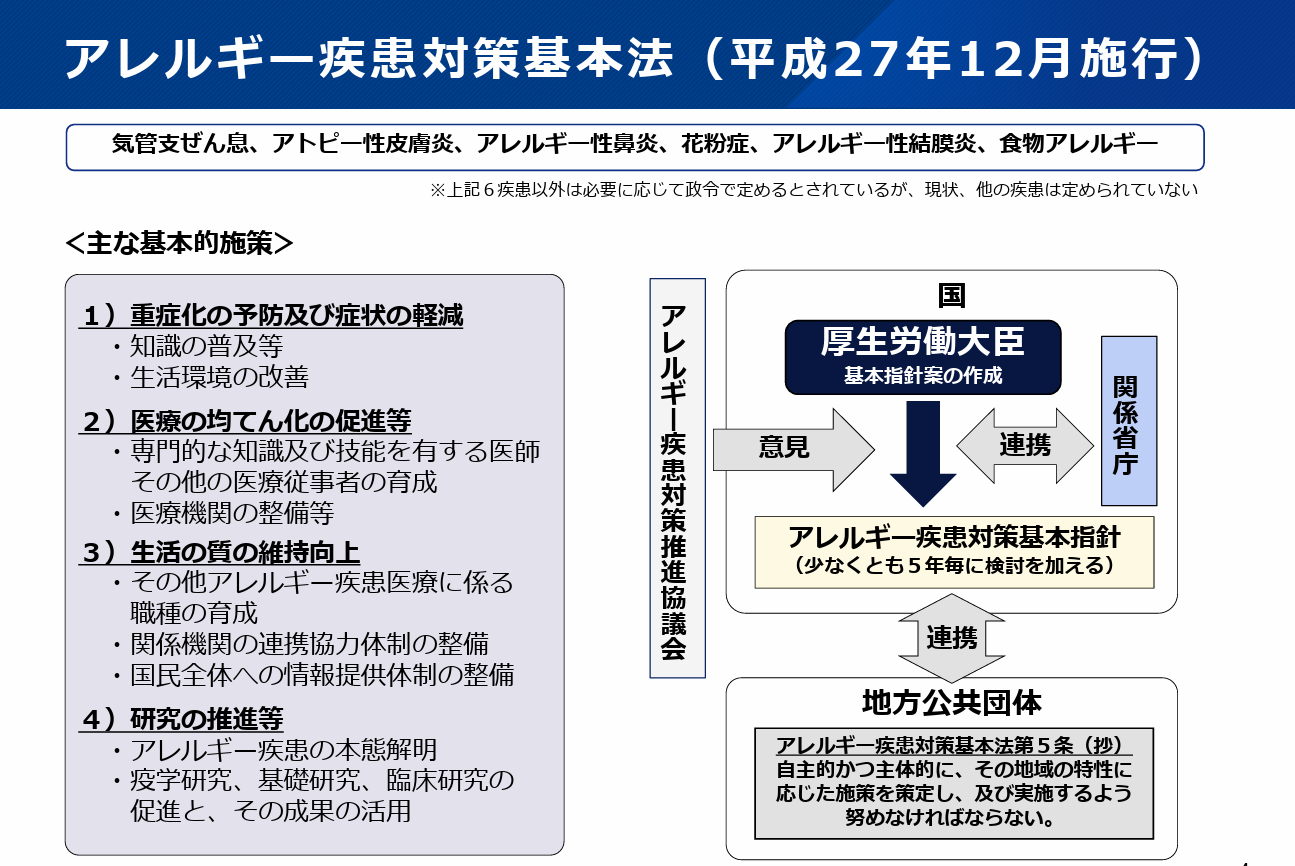 アレルギー疾患対策基本法（平成27年12月施行）
気管支ぜん息、アトピー性皮膚炎、アレルギー性鼻炎、花粉症、アレルギー性結膜炎、食物アレルギー
※上記６疾患以外は必要に応じて政令で定めるとされているが、現状、他の疾患は定められていない
＜主な基本的施策＞
１）重症化の予防及び症状の軽減
・知識の普及等
・生活環境の改善
２）医療の均てん化の促進等
・専門的な知識及び技能を有する医師
その他の医療従事者の育成
・医療機関の整備等
３）生活の質の維持向上
・その他アレルギー疾患医療に係る
職種の育成
・関係機関の連携協力体制の整備
・国民全体への情報提供体制の整備
４）研究の推進等
・アレルギー疾患の本態解明
・疫学研究、基礎研究、臨床研究の
促進と、その成果の活用
アレルギー疾患対策推進協議会
国
厚生労働大臣
基本指針案の作成
意見
連携
関係省庁
アレルギー疾患対策基本指針
（少なくとも５年毎に検討を加える）
連携
地方公共団体
アレルギー疾患対策基本法第５条（抄）
自主的かつ主体的に、その地域の特性に
応じた施策を策定し、及び実施するよう
努めなければならない。